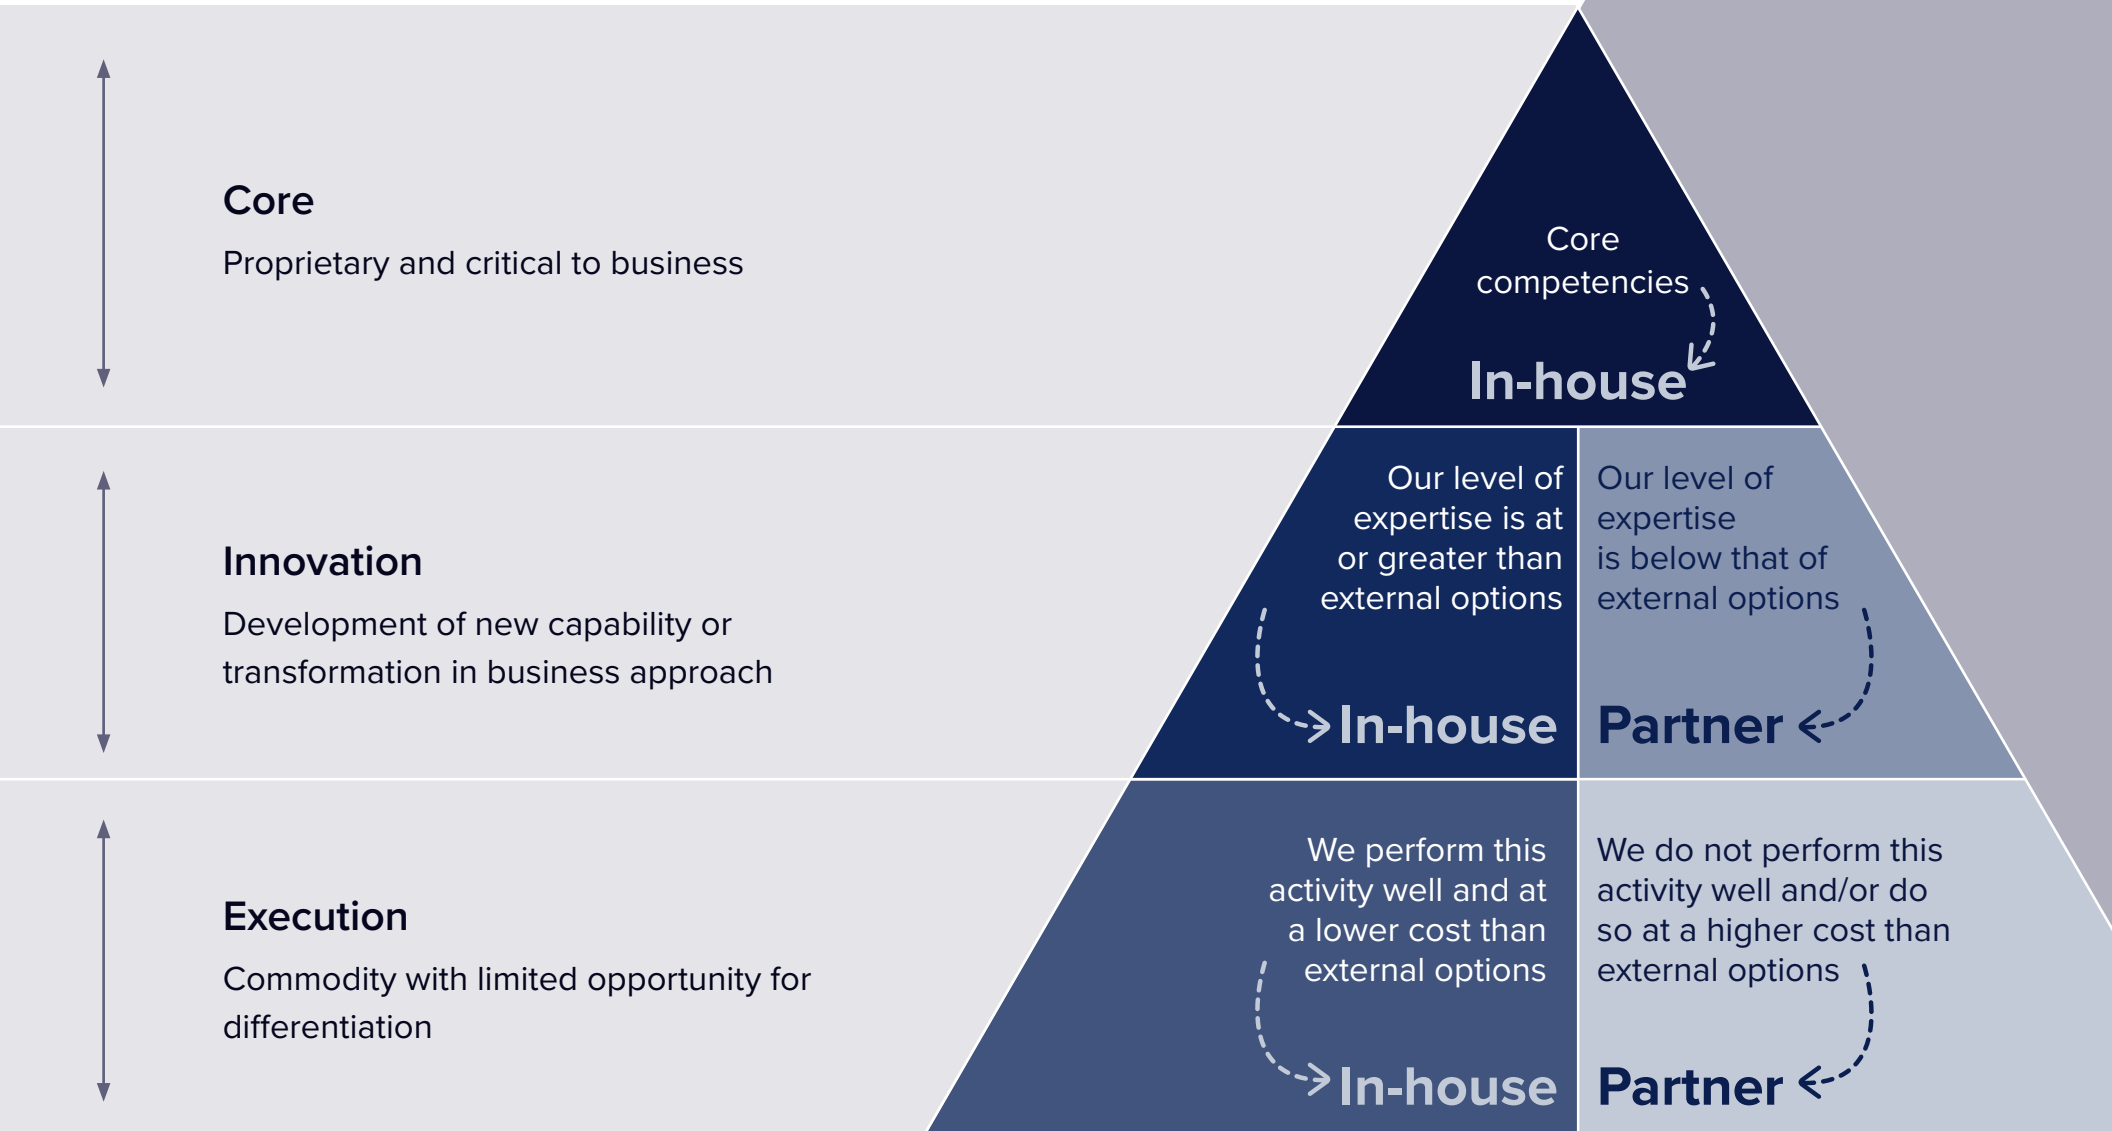 Core
Proprietary and critical to business
Core
competencies
In-house
Innovation
Development of new capability or
transformation in business approach
Our level of
expertise is at
or greater than
external options
In-house
Our level of
expertise
is below that of
external options
Partner
Execution
Commodity with limited opportunity for
differentiation
We perform this
activity well and at
a lower cost than
external options
In-house
We do not perform this
activity well and/or do
so at a higher cost than
external options
Partner